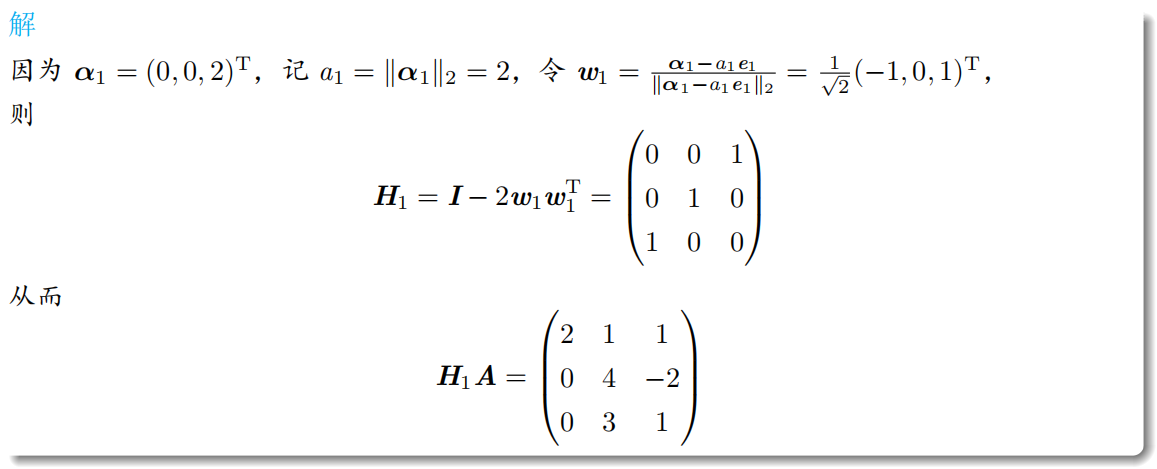 解
因为 α₁ = (0, 0, 2)ᵀ，记 a₁ = ‖α₁‖₂ = 2，令 w₁ = (α₁−a₁e₁)/‖α₁−a₁e₁‖₂ = 1/√2 (−1, 0, 1)ᵀ，
则
H₁ = I − 2w₁w₁ᵀ = 
0 0 1
0 1 0
1 0 0
从而
H₁A = 
2 1 1
0 4 −2
0 3 1